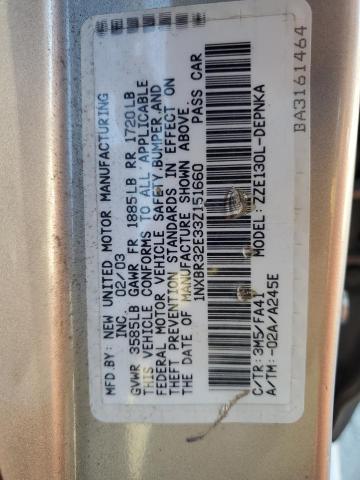 MFD.BY: NEW UNITED MOTOR MANUFACTURING
INC. 02/03
GVWR 3585LB GAWR FR 1885LB RR 1720LB
THIS VEHICLE CONFORMS TO ALL APPLICABLE
FEDERAL MOTOR VEHICLE SAFETY,BUMPER,AND
THEFT PREVENTION STANDARDS IN EFFECT ON
THE DATE OF MANUFACTURE SHOWN ABOVE.
1NXBR32E33Z151660 PASS CAR
C/TR:3M5/FA41 MODEL:ZZE130L-DEPNKA
A/TM:-02A/A245E
BA3161464